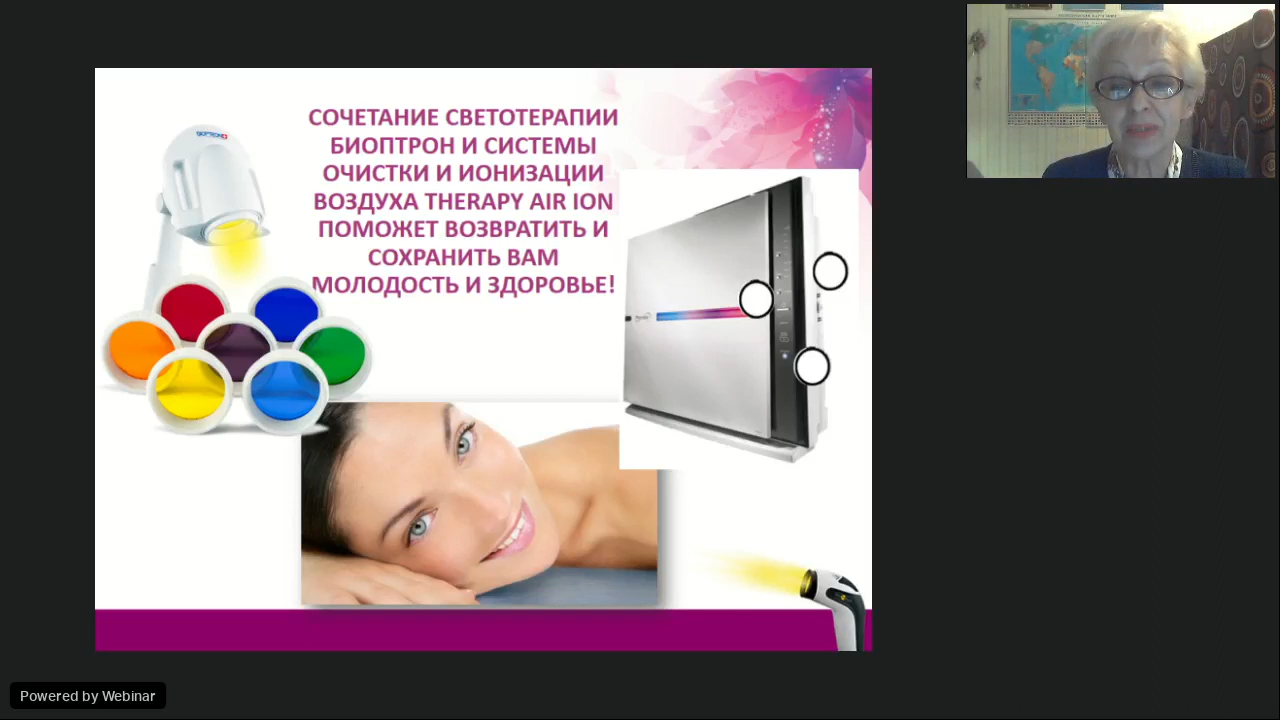 СОЧЕТАНИЕ СВЕТОТЕРАПИИ
БИОПТРОН И СИСТЕМЫ
ОЧИСТКИ И ИОНИЗАЦИИ
ВОЗДУХА THERAPY AIR ION
ПОМОЖЕТ ВОЗВРАТИТЬ И
СОХРАНИТЬ ВАМ
МОЛОДОСТЬ И ЗДОРОВЬЕ!
BIOPTRON
Powered by Webinar